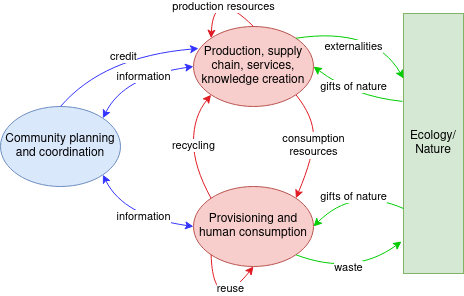 production resources
Production, supply
chain, services,
knowledge creation
externalities
credit
information
gifts of nature
Community planning
and coordination
recycling
consumption
resources
Ecology/
Nature
information
Provisioning and
human consumption
gifts of nature
waste
reuse